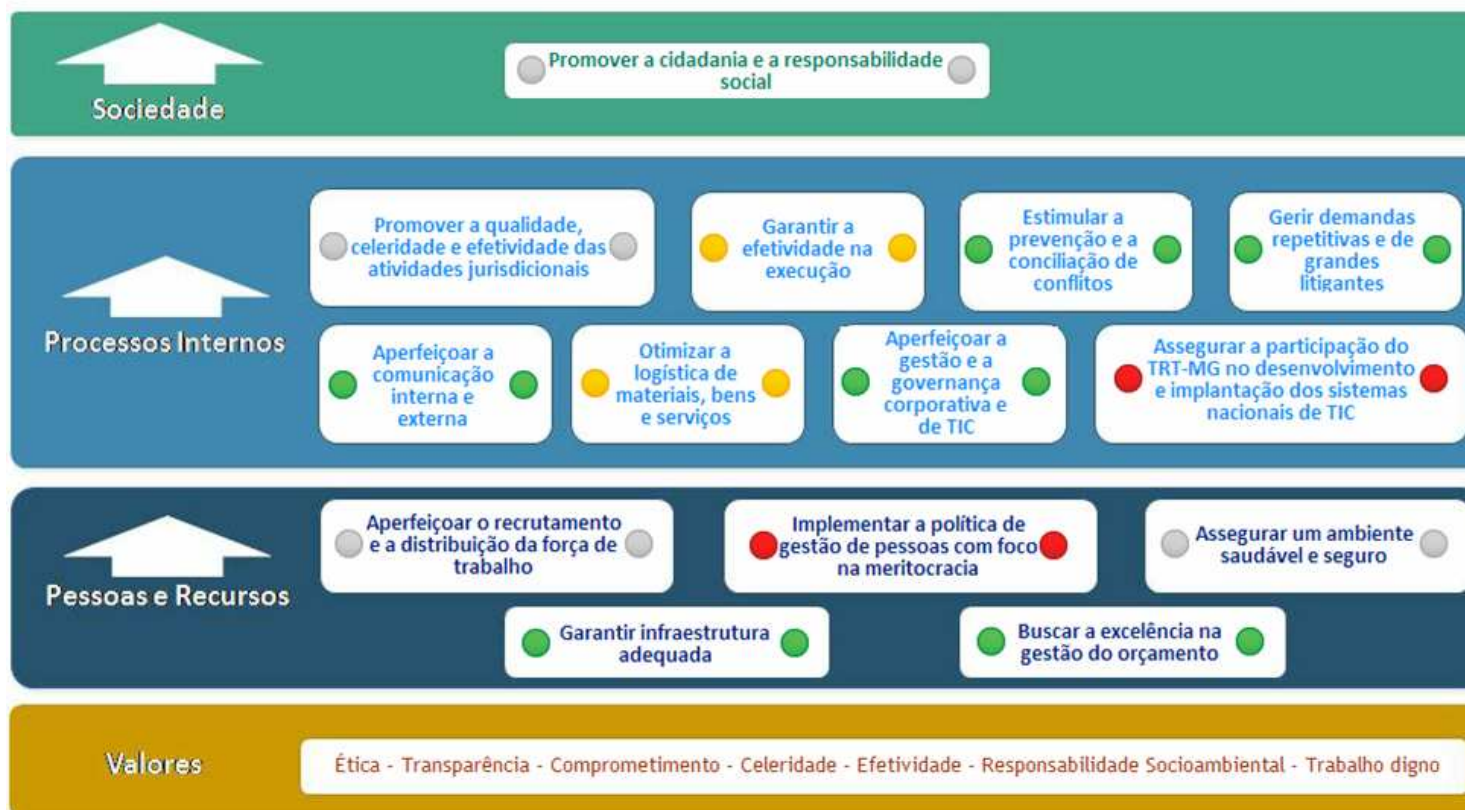 Sociedade
Promover a cidadania e a responsabilidade
social
Processos Internos
Promover a qualidade,
celeridade e efetividade das
atividades jurisdicionais
Garantir a
efetividade na
execução
Estimular a
prevenção e a
conciliação de
conflitos
Gerir demandas
repetitivas e de
grandes
litigantes
Aperfeiçoar a
comunicação
interna e
externa
Otimizar a
logística de
materiais, bens
e serviços
Aperfeiçoar a
gestão e a
governança
corporativa e
de TIC
Assegurar a participação do
TRT-MG no desenvolvimento
e implantação dos sistemas
nacionais de TIC
Pessoas e Recursos
Aperfeiçoar o recrutamento
e a distribuição da força de
trabalho
Implementar a política de
gestão de pessoas com foco
na meritocracia
Assegurar um ambiente
saudável e seguro
Garantir infraestrutura
adequada
Buscar a excelência na
gestão do orçamento
Valores
Ética - Transparência - Comprometimento - Celeridade - Efetividade - Responsabilidade Socioambiental - Trabalho digno